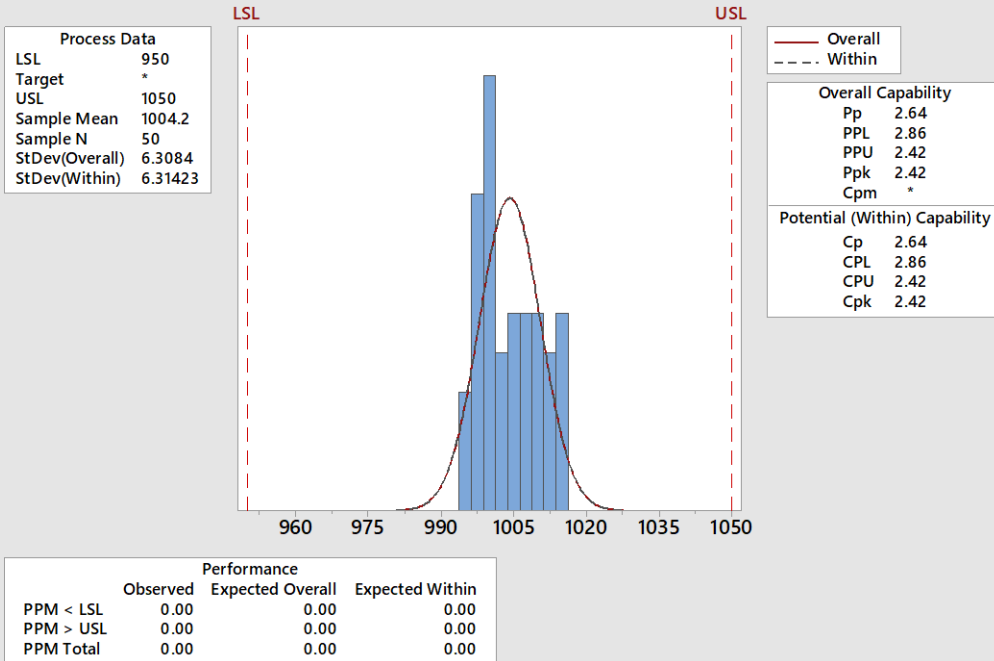 LSL USL
Process Data
LSL 950
Target *
USL 1050
Sample Mean 1004.2
Sample N 50
StDev(Overall) 6.3084
StDev(Within) 6.31423
Overall
Within
Overall Capability
Pp 2.64
PPL 2.86
PPU 2.42
Ppk 2.42
Cpm *
Potential (Within) Capability
Cp 2.64
CPL 2.86
CPU 2.42
Cpk 2.42
960 975 990 1005 1020 1035 1050
Performance
Observed Expected Overall Expected Within
PPM < LSL 0.00 0.00 0.00
PPM > USL 0.00 0.00 0.00
PPM Total 0.00 0.00 0.00